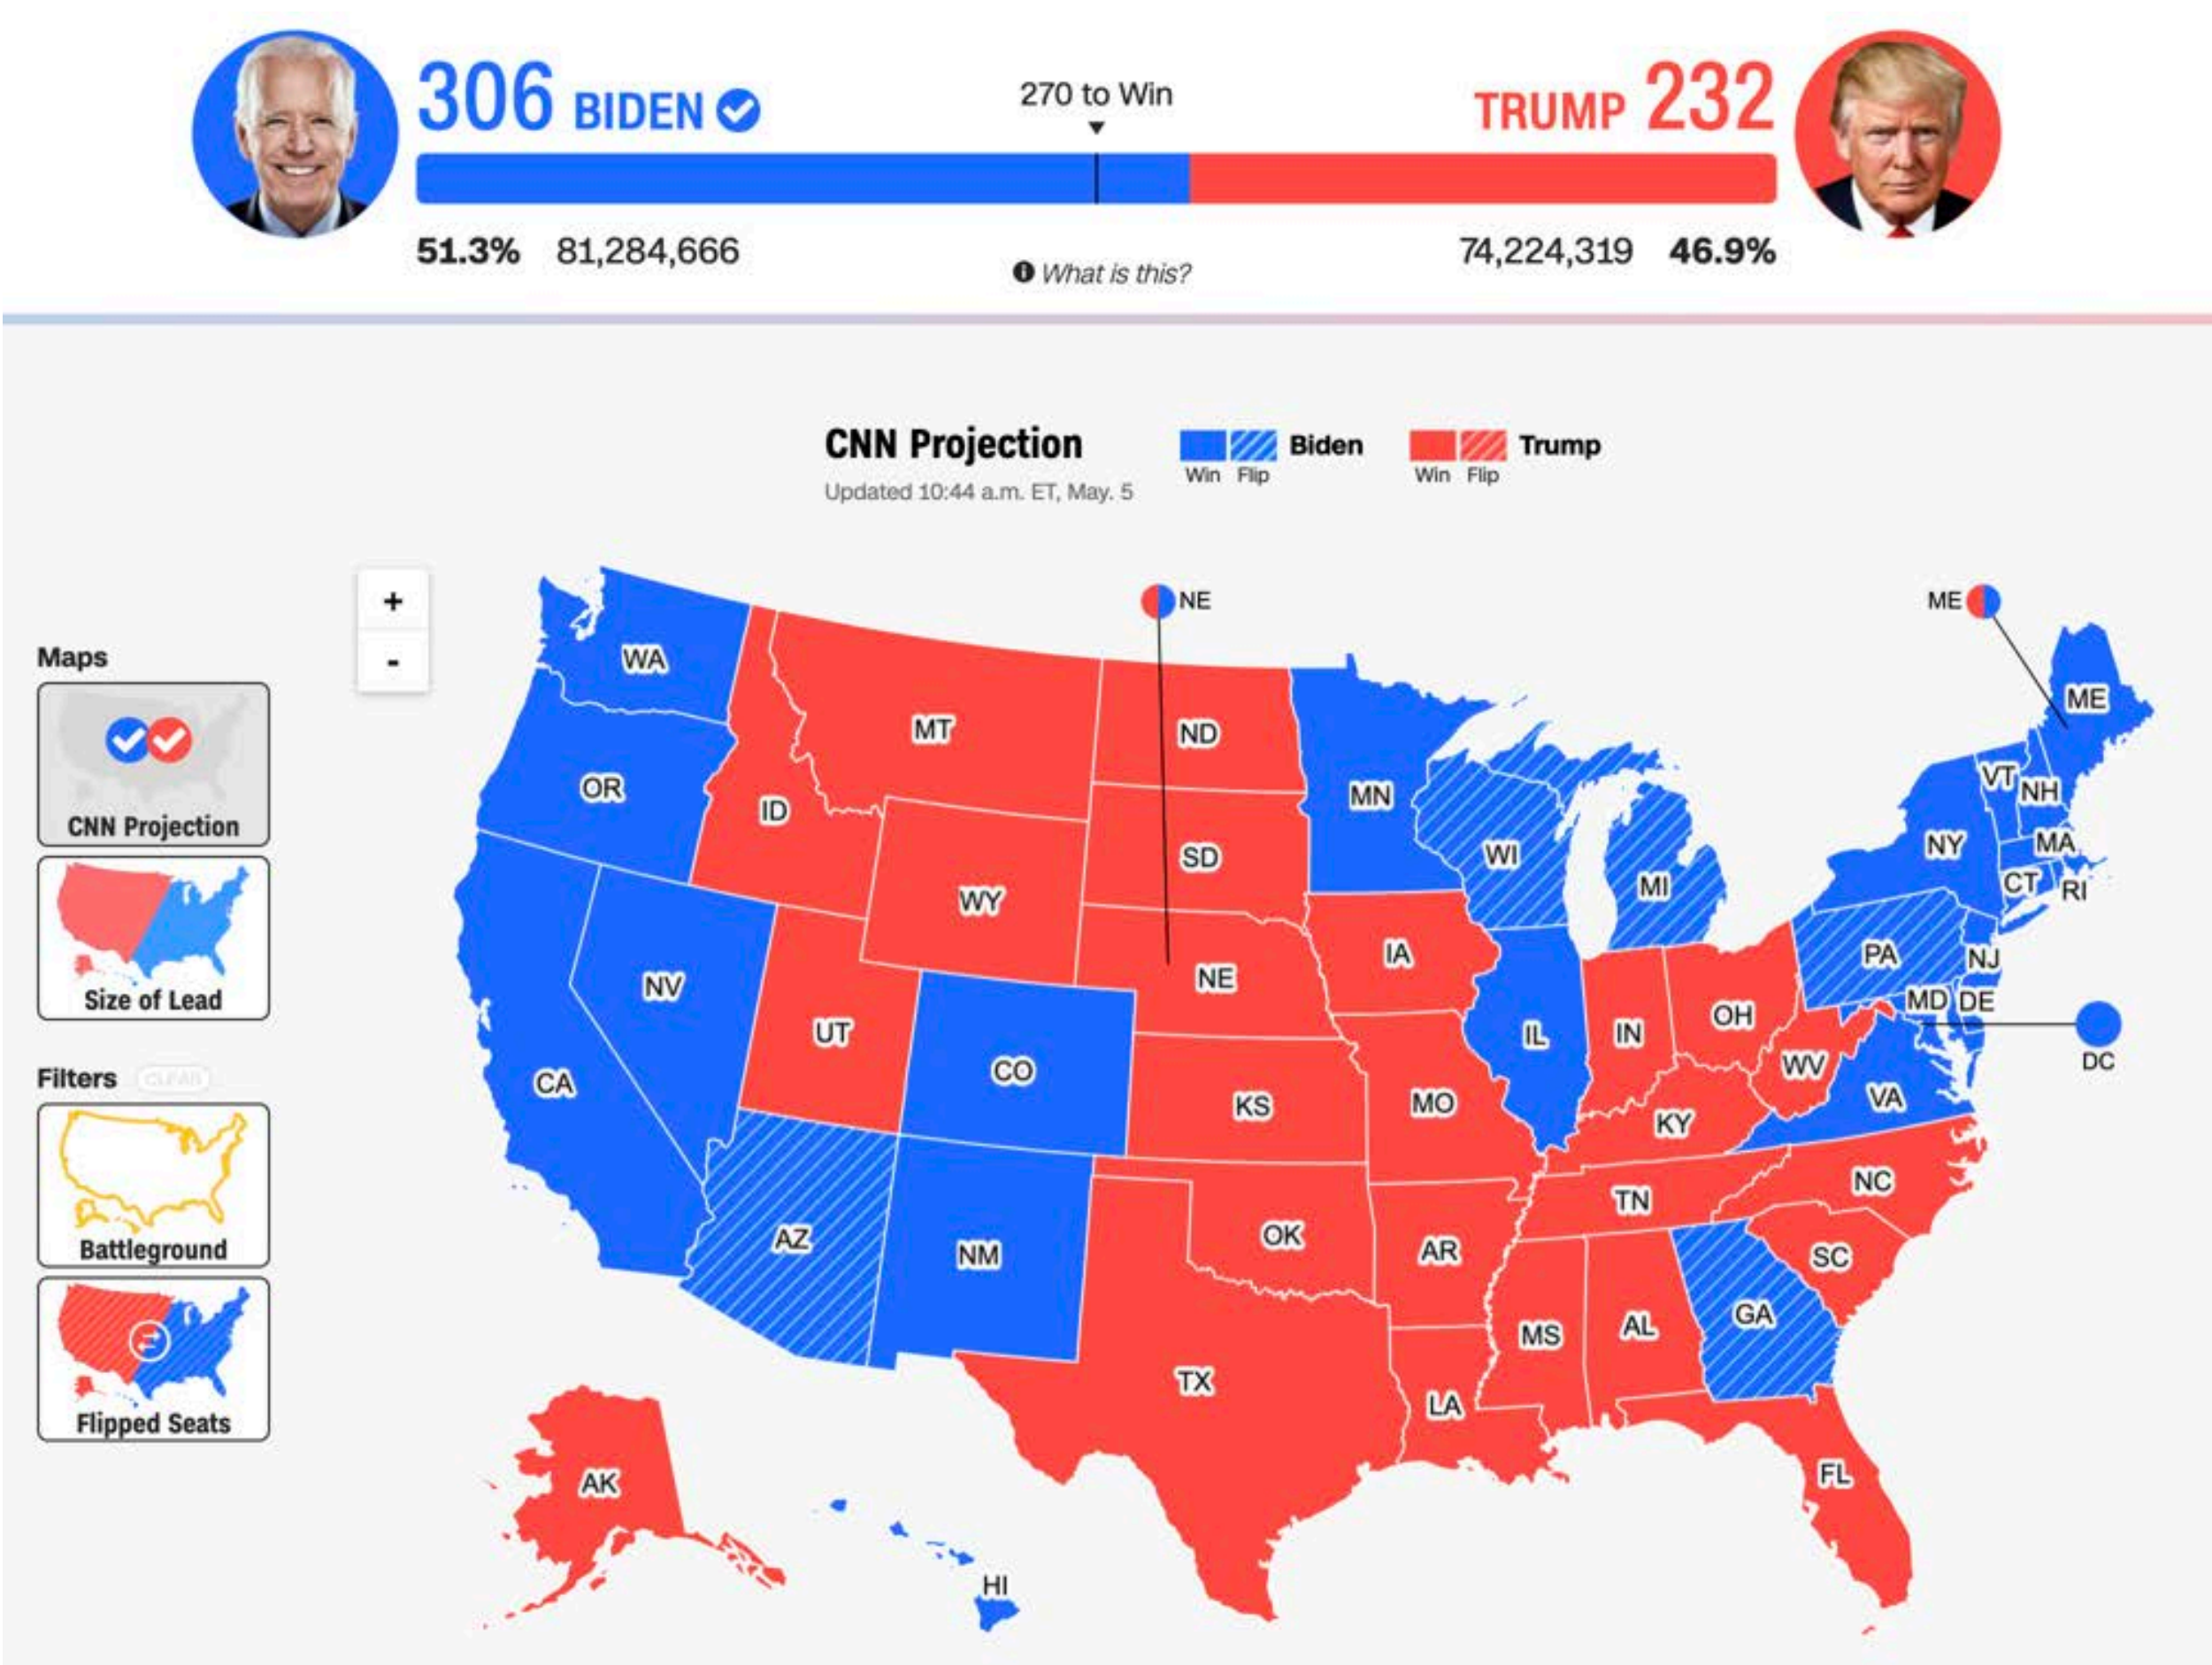 306 BIDEN
270 to Win
TRUMP 232
51.3% 81,284,666
What is this?
74,224,319 46.9%
CNN Projection
Updated 10:44 a.m. ET, May. 5
Win Flip Biden
Win Flip Trump
+
-
Maps
CNN Projection
Size of Lead
Filters CLEAR
Battleground
Flipped Seats
NE
ME
WA
ME
MT
ND
OR
VT
NH
MN
ID
NY
MA
WI
SD
CT
RI
MI
WY
IA
PA
NJ
NE
NV
MD DE
OH
UT
IL
IN
DC
CO
WV
CA
VA
KS
MO
KY
NC
TN
AZ
OK
NM
AR
SC
GA
MS
AL
TX
LA
FL
AK
HI